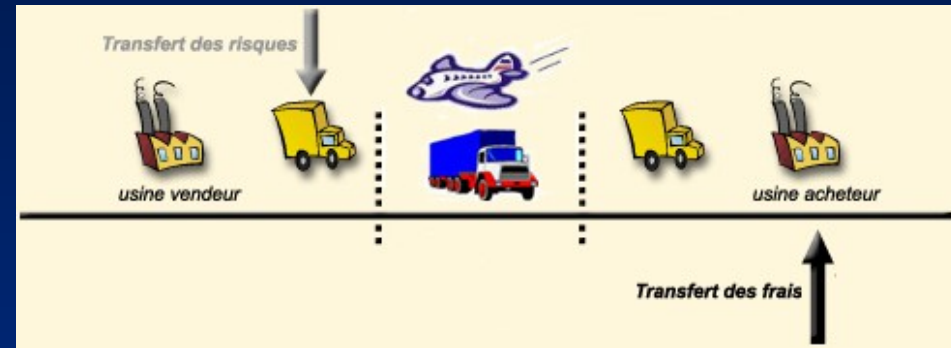 Transfert des risques
usine vendeur
usine acheteur
Transfert des frais